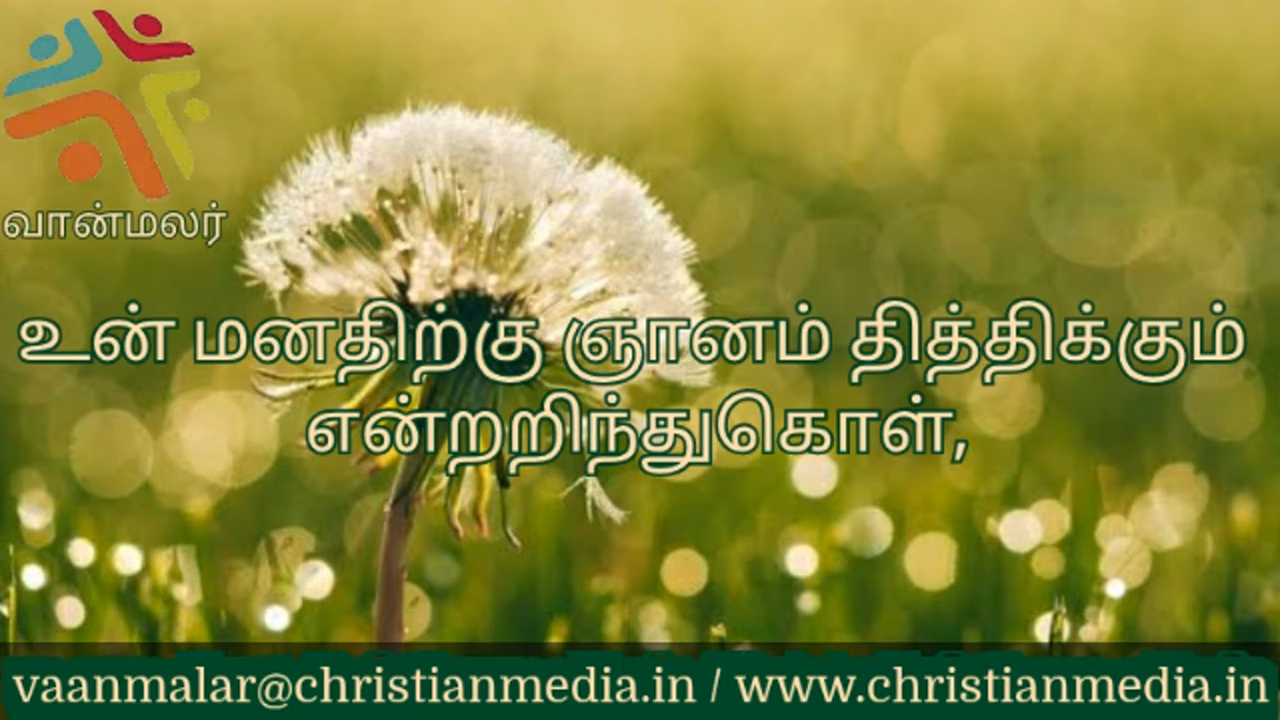 வான்மலர்
உன் மனதிற்கு ஞானம் தித்திக்கும்
என்றறிந்துகொள்,
vaanmalar@christianmedia.in / www.christianmedia.in